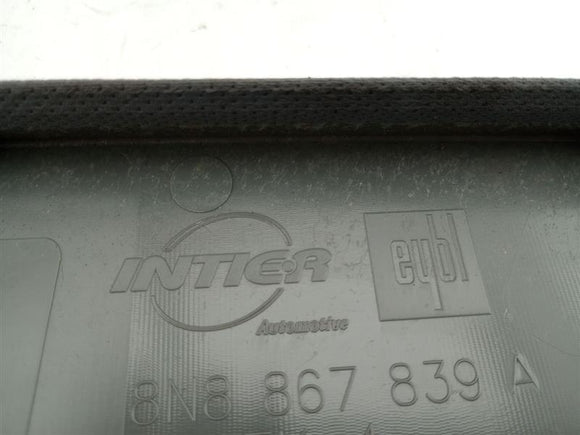 INTIER eybl
Automotive
8N8 867 839 A